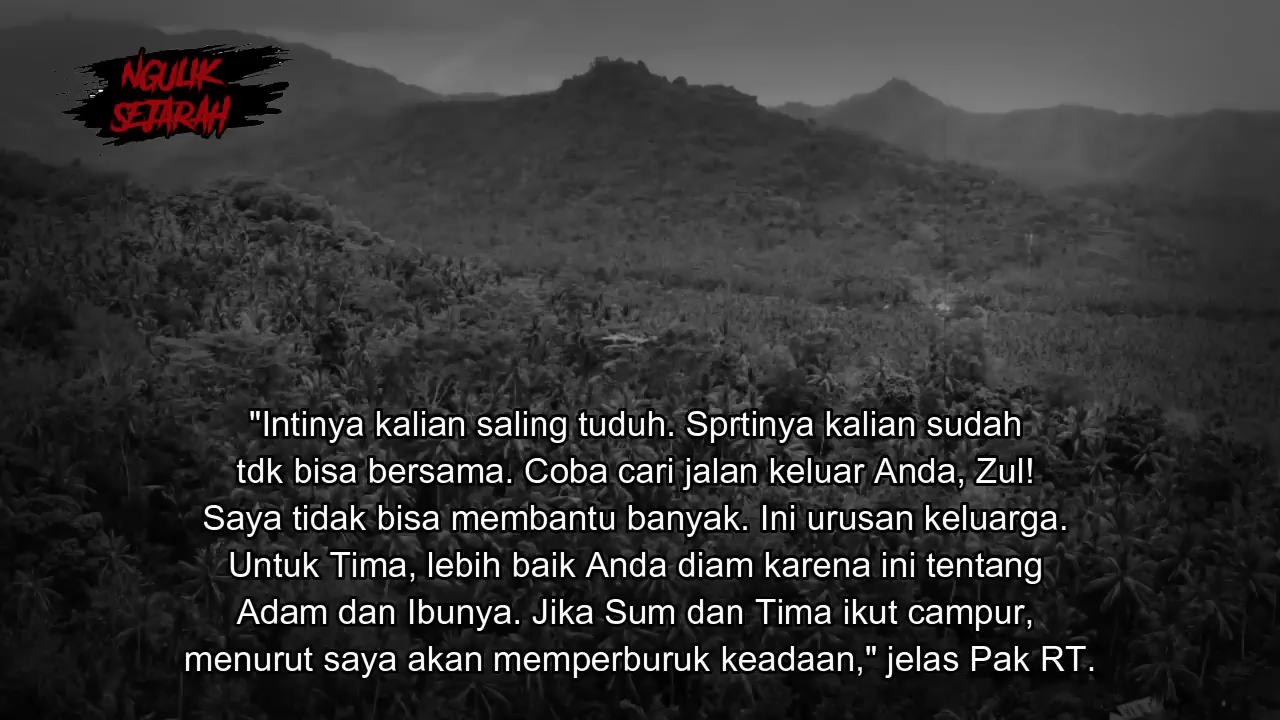 NGULIK
SEJARAH
"Intinya kalian saling tuduh. Sprtinya kalian sudah
tdk bisa bersama. Coba cari jalan keluar Anda, Zul!
Saya tidak bisa membantu banyak. Ini urusan keluarga.
Untuk Tima, lebih baik Anda diam karena ini tentang
Adam dan Ibunya. Jika Sum dan Tima ikut campur,
menurut saya akan memperburuk keadaan," jelas Pak RT.